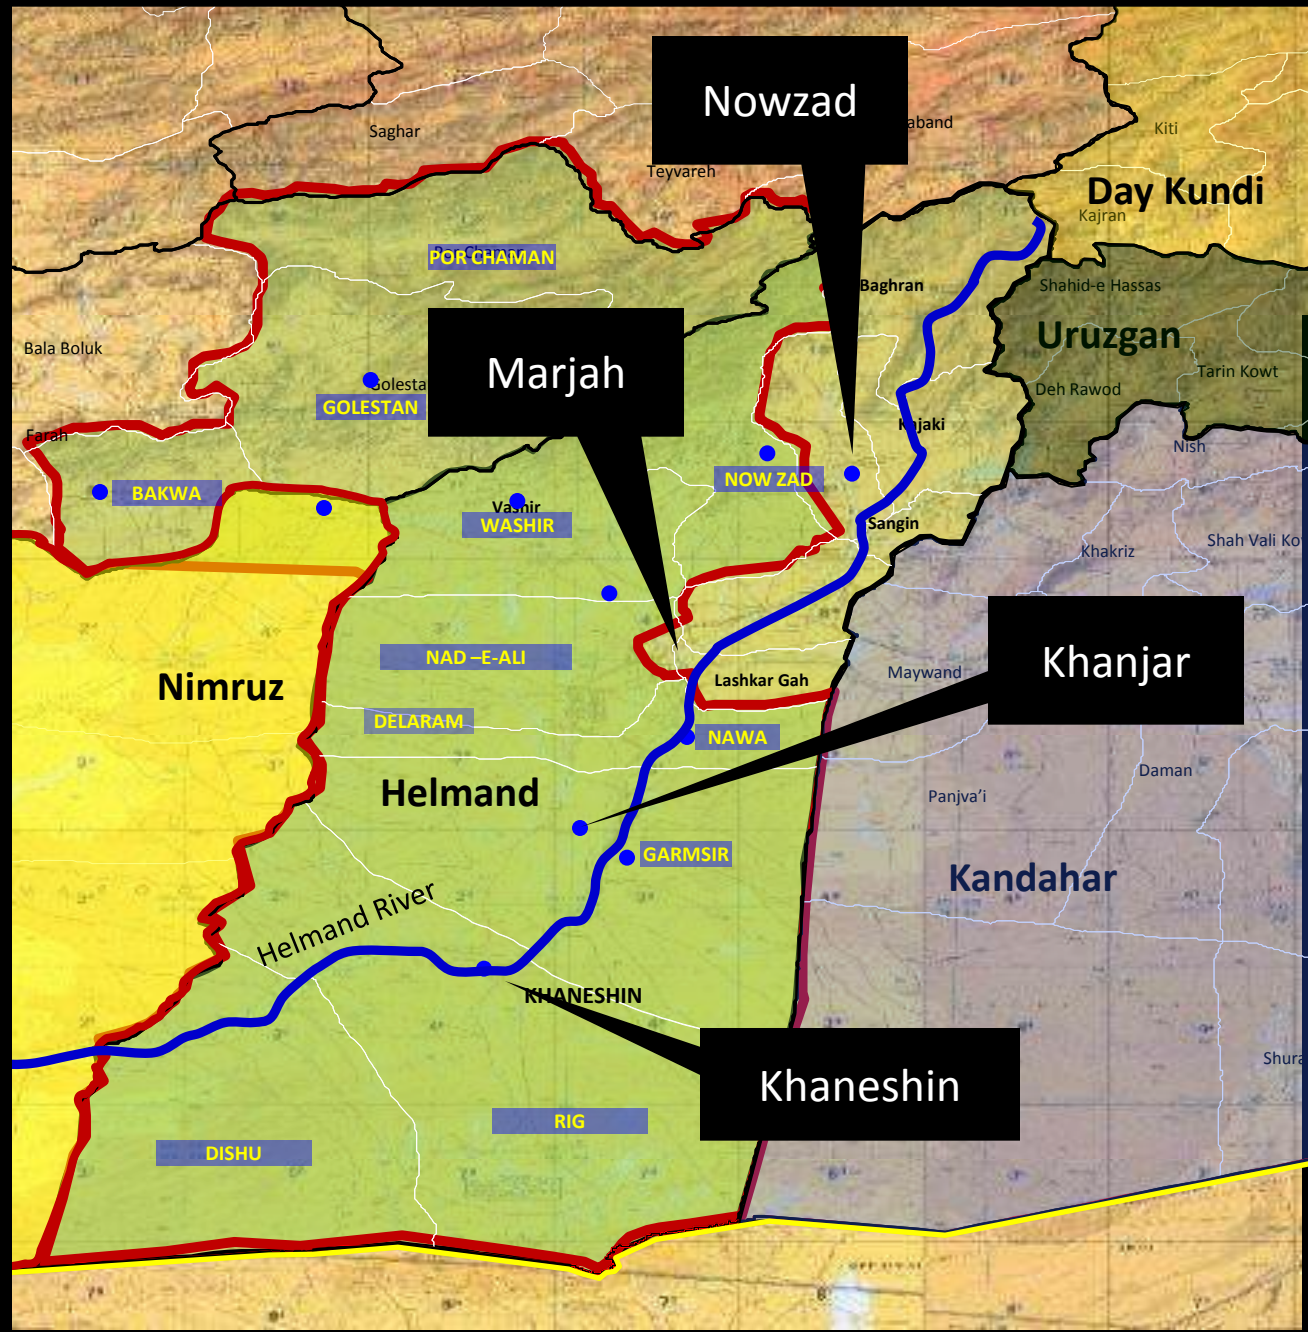 Nowzad
Saghar
Kiti
Teyvareh
Day Kundi
Kajran
POR CHAMAN
Baghran
Shahid-e Hassas
Uruzgan
Bala Boluk
Marjah
Tarin Kowt
Deh Rawod
GOLESTAN
Kajaki
Farah
Nish
NOW ZAD
BAKWA
WASHIR
Sangin
Khakriz
Shah Vali
NAD –E-ALI
Khanjar
Maywand
Nimruz
Lashkar Gah
DELARAM
NAWA
Daman
Helmand
Panjva'i
GARMSIR
Kandahar
Helmand River
KHANESHIN
Khaneshin
RIG
DISHU